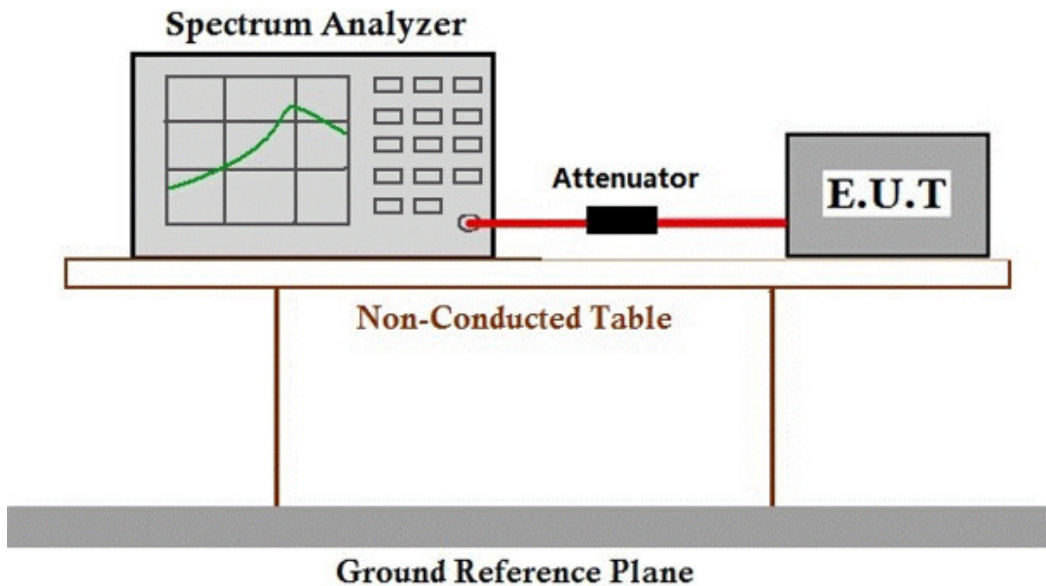 Spectrum Analyzer
Attenuator
E.U.T
Non-Conducted Table
Ground Reference Plane